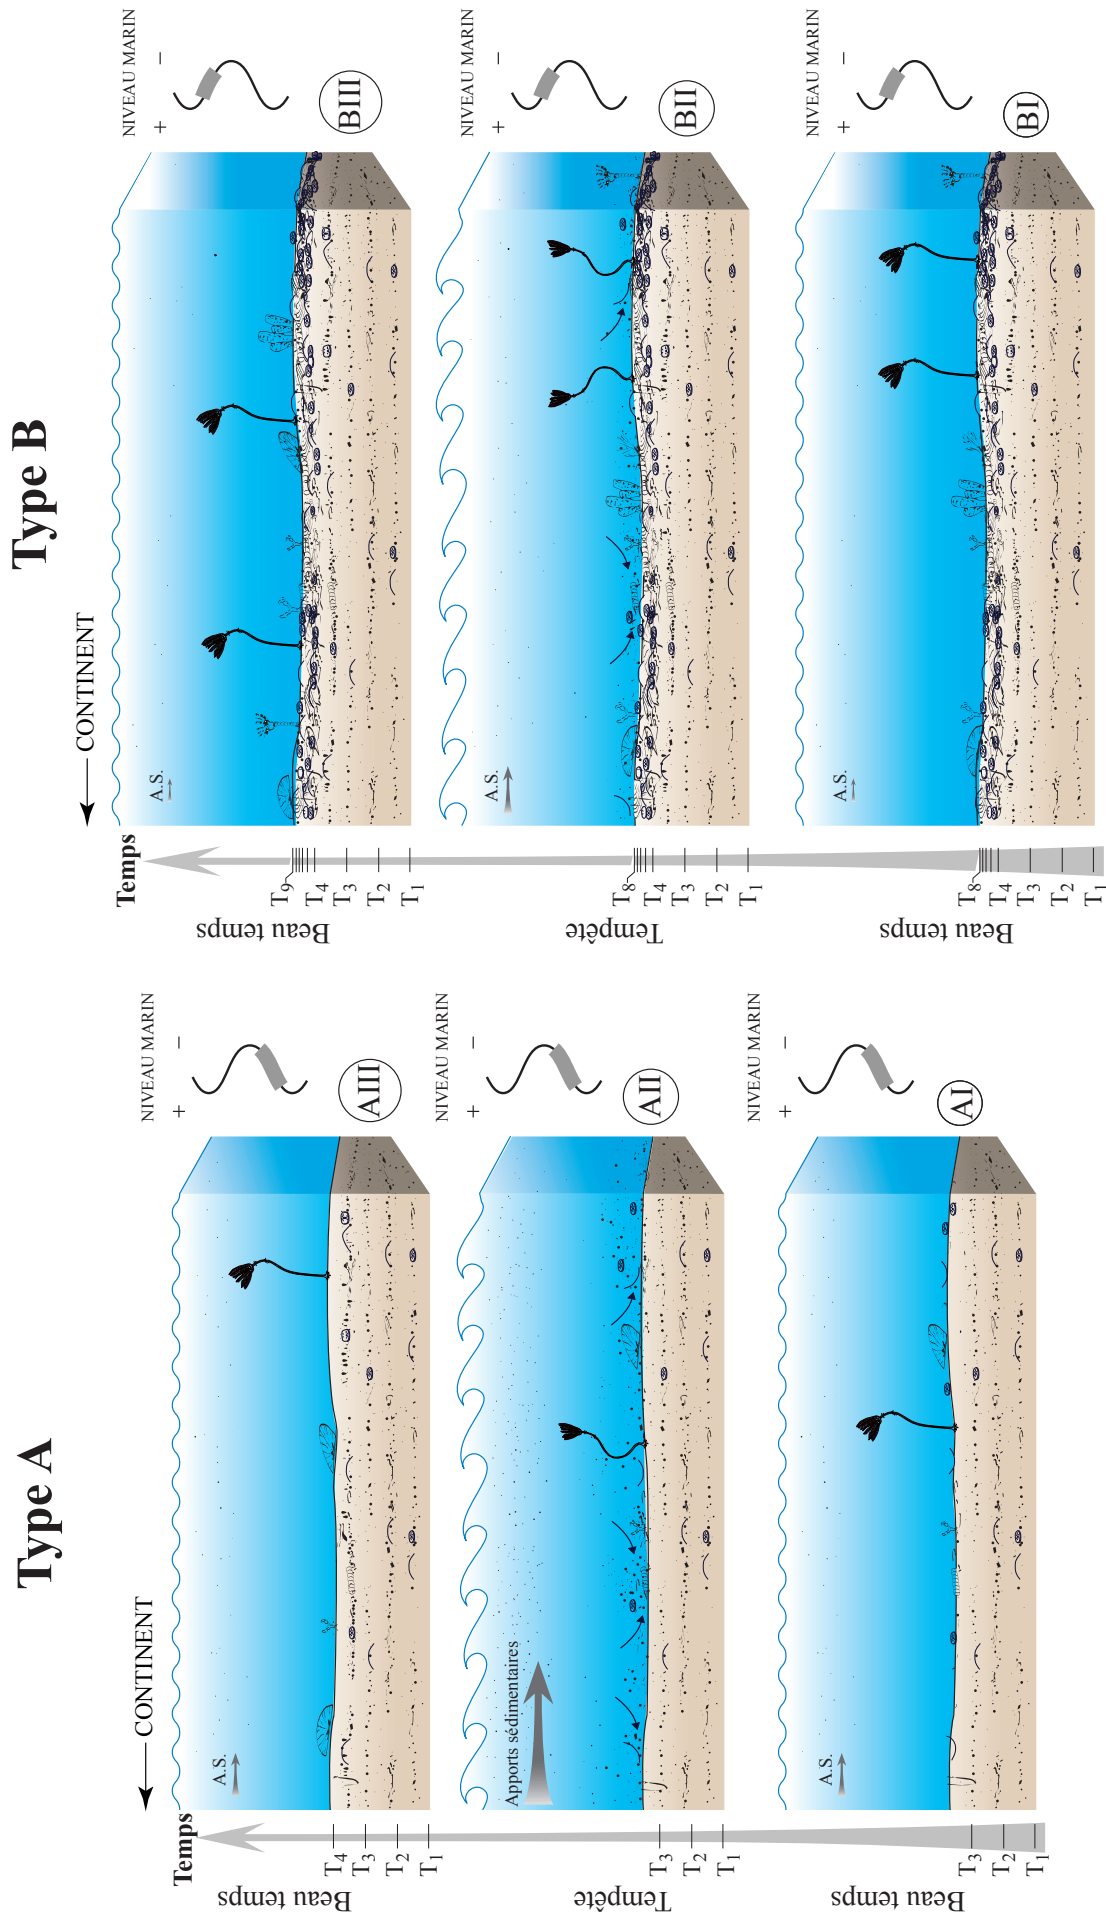 Type A
CONTINENT
Temps
Beau temps
T4
T3
T2
T1
A.S.
NIVEAU MARIN
+ −
AIII
Tempête
T3
T2
T1
Apports sédimentaires
NIVEAU MARIN
+ −
AII
Beau temps
T3
T2
T1
A.S.
NIVEAU MARIN
+ −
AI
Type B
CONTINENT
Temps
Beau temps
T9
T4
T3
T2
T1
A.S.
NIVEAU MARIN
+ −
BIII
Tempête
T8
T4
T3
T2
T1
A.S.
NIVEAU MARIN
+ −
BII
Beau temps
T8
T4
T3
T2
T1
A.S.
NIVEAU MARIN
+ −
BI